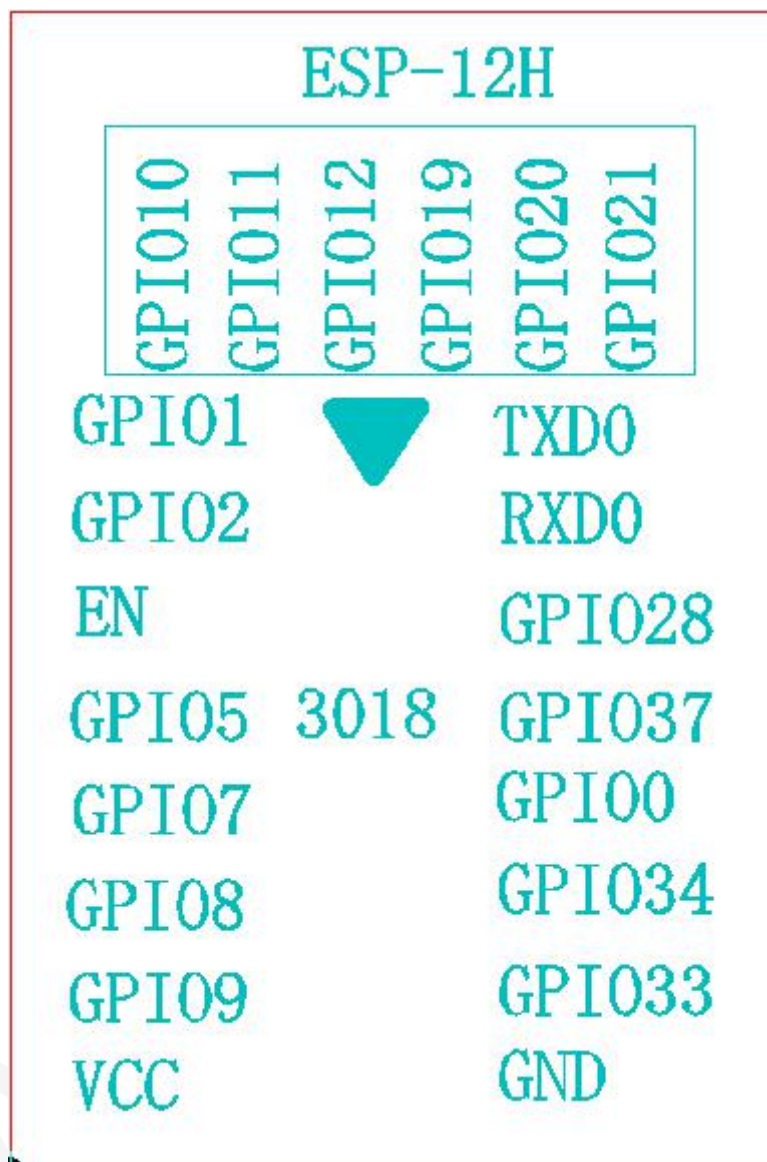 ESP-12H
GPIO10
GPIO11
GPIO12
GPIO19
GPIO20
GPIO21
GPIO1
TXD0
GPIO2
RXD0
EN
GPIO28
GPIO5
3018
GPIO37
GPIO7
GPIO0
GPIO8
GPIO34
GPIO9
GPIO33
VCC
GND